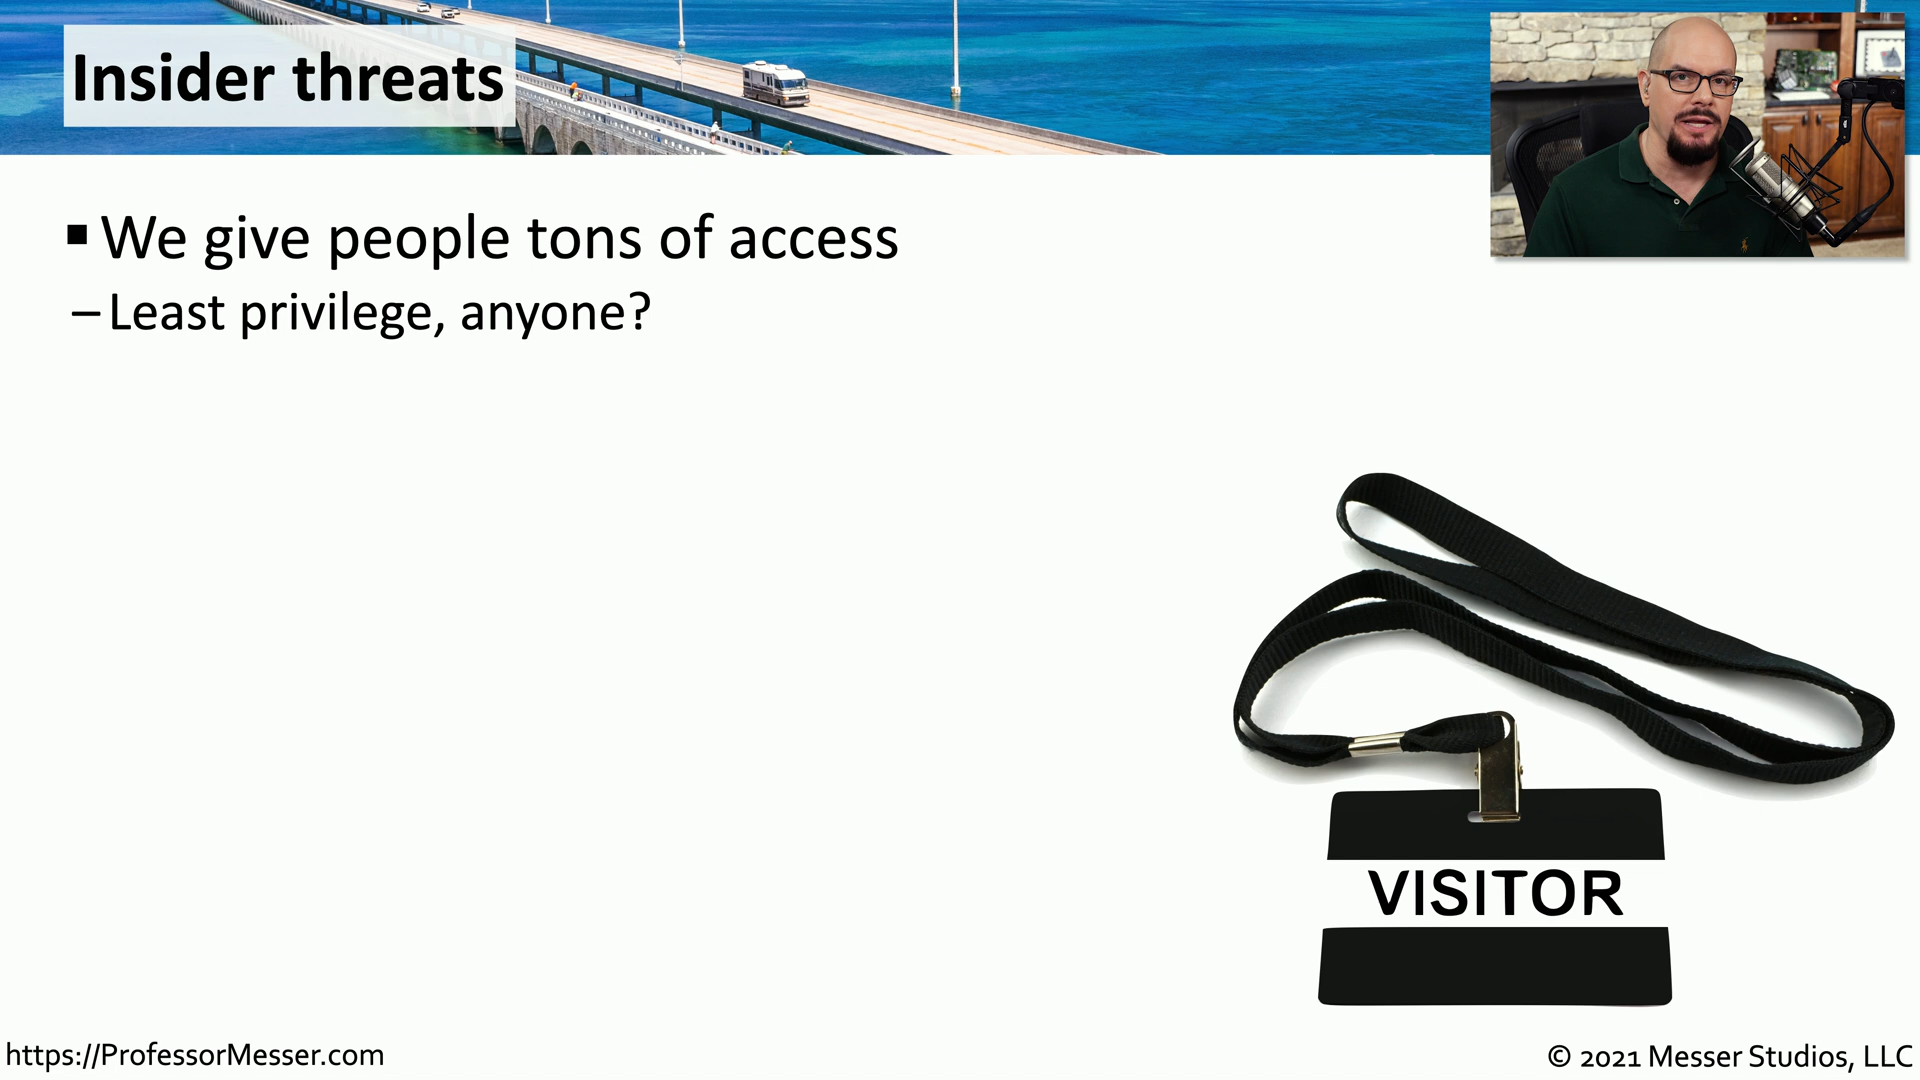 Insider threats
▪ We give people tons of access
– Least privilege, anyone?
VISITOR
https://ProfessorMesser.com
© 2021 Messer Studios, LLC